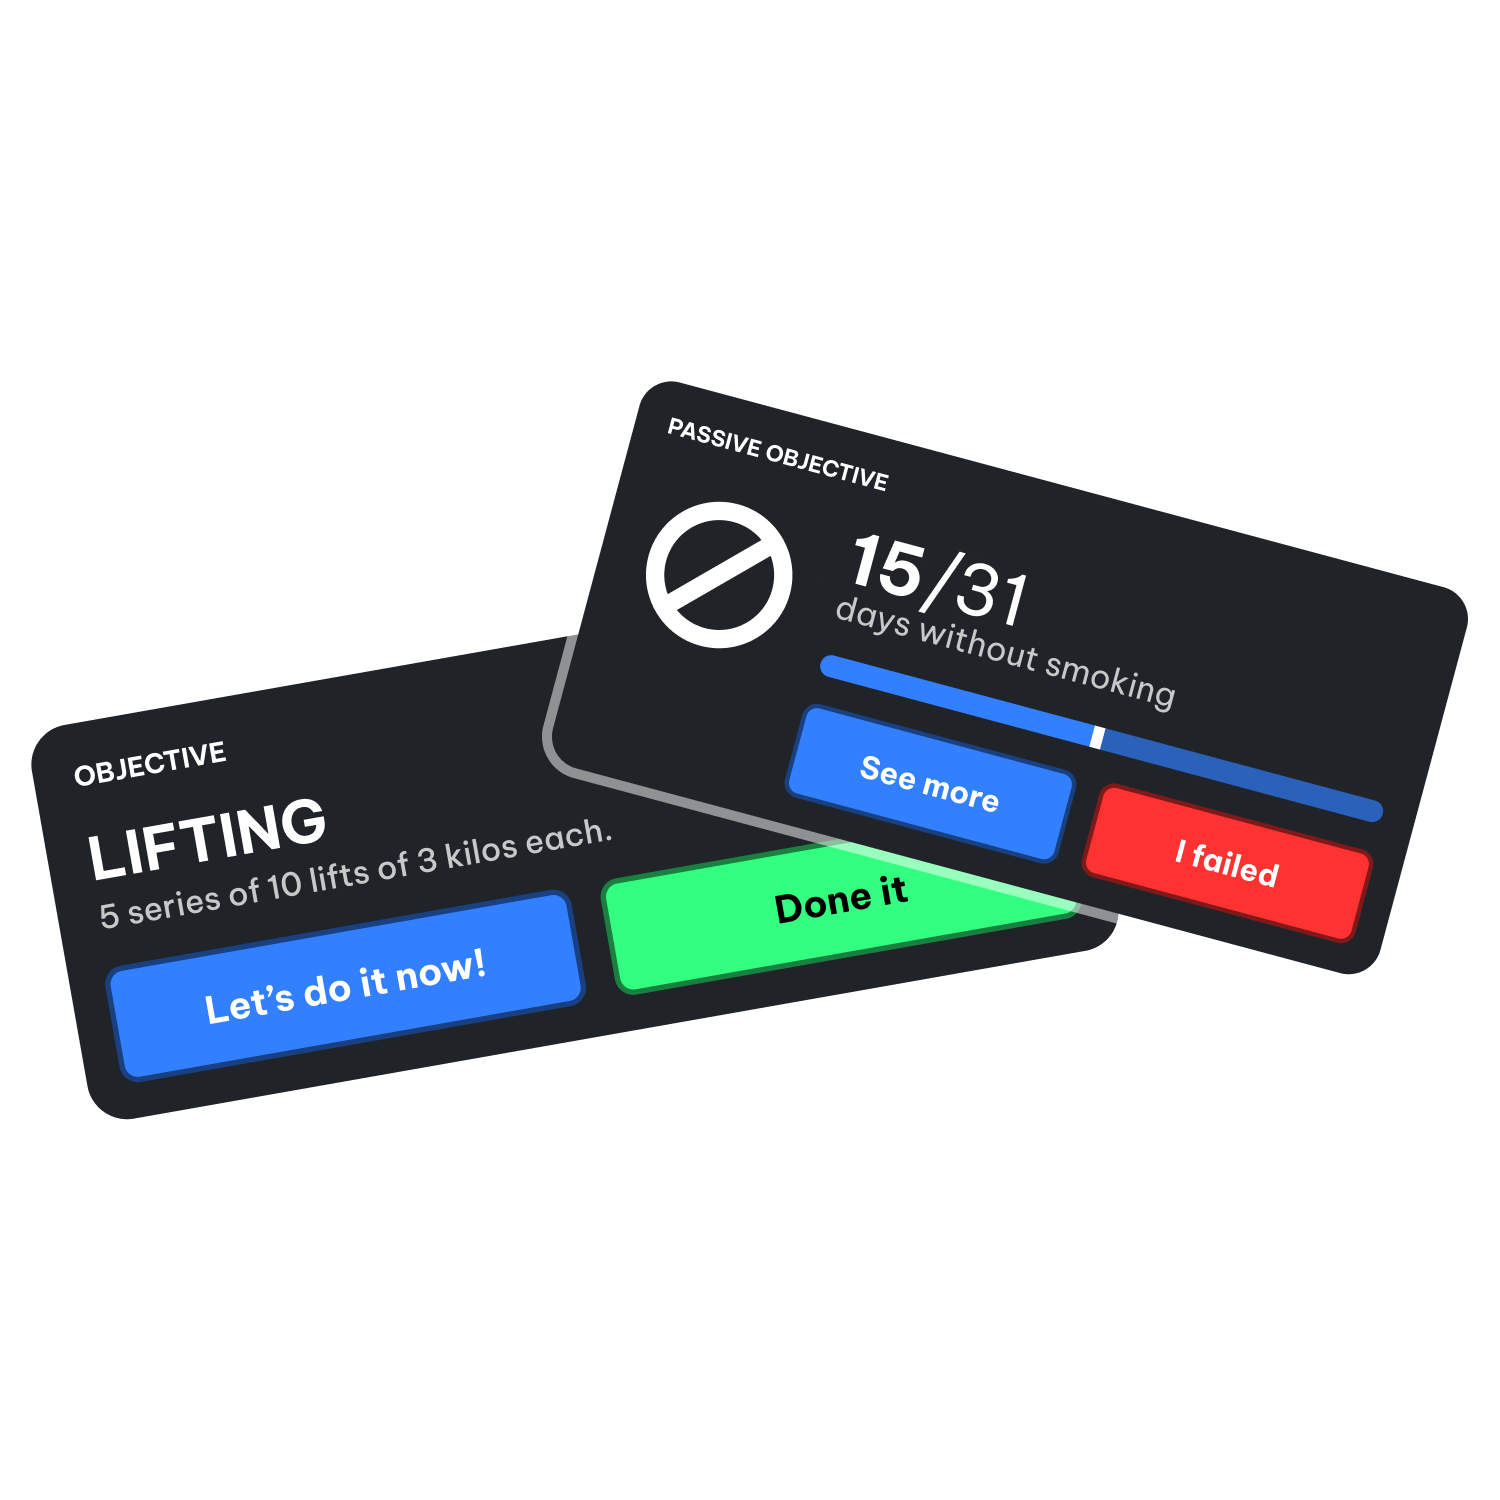 PASSIVE OBJECTIVE
15/31
days without smoking
See more
I failed
OBJECTIVE
LIFTING
5 series of 10 lifts of 3 kilos each.
Let’s do it now!
Done it